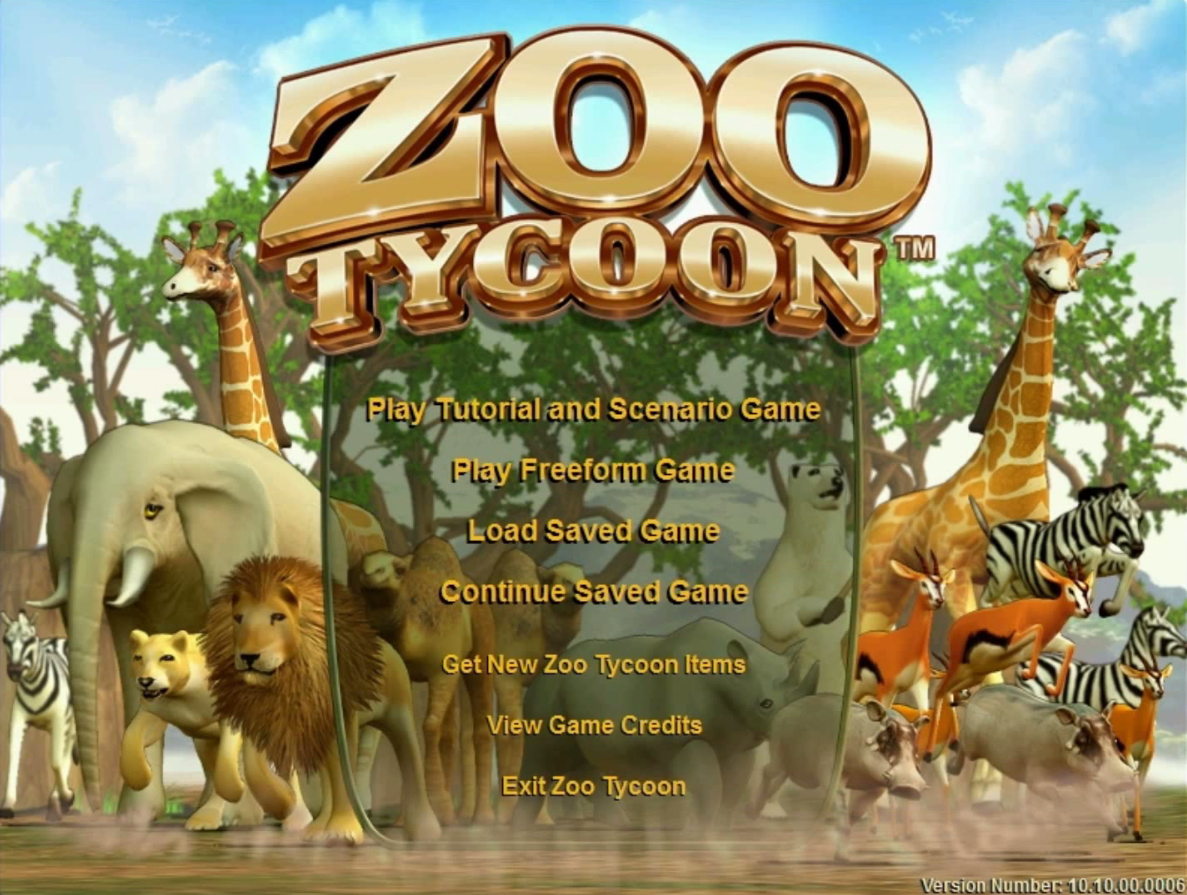 ZOO
TYCOON™
Play Tutorial and Scenario Game
Play Freeform Game
Load Saved Game
Continue Saved Game
Get New Zoo Tycoon Items
View Game Credits
Exit Zoo Tycoon
Version Number: 10.10.00.0006